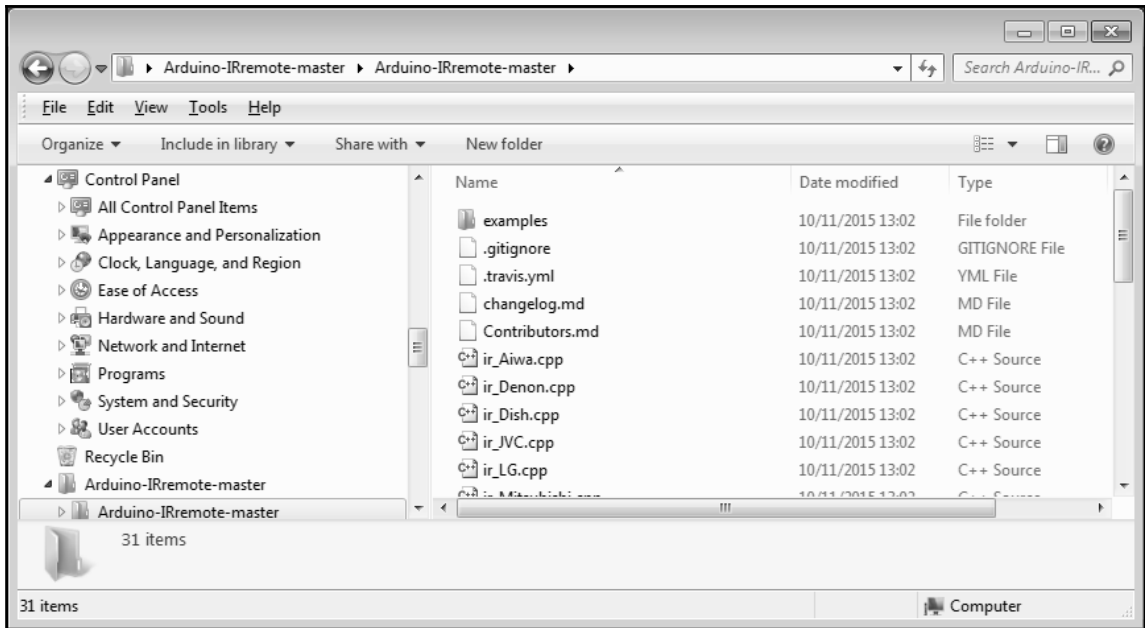 Arduino-IRremote-master Arduino-IRremote-master
Search Arduino-IR...
File Edit View Tools Help
Organize Include in library Share with New folder
Control Panel
All Control Panel Items
Appearance and Personalization
Clock, Language, and Region
Ease of Access
Hardware and Sound
Network and Internet
Programs
System and Security
User Accounts
Recycle Bin
Arduino-IRremote-master
Arduino-IRremote-master
Name Date modified Type
examples 10/11/2015 13:02 File folder
.gitignore 10/11/2015 13:02 GITIGNORE File
.travis.yml 10/11/2015 13:02 YML File
changelog.md 10/11/2015 13:02 MD File
Contributors.md 10/11/2015 13:02 MD File
ir_Aiwa.cpp 10/11/2015 13:02 C++ Source
ir_Denon.cpp 10/11/2015 13:02 C++ Source
ir_Dish.cpp 10/11/2015 13:02 C++ Source
ir_JVC.cpp 10/11/2015 13:02 C++ Source
ir_LG.cpp 10/11/2015 13:02 C++ Source
31 items
31 items Computer